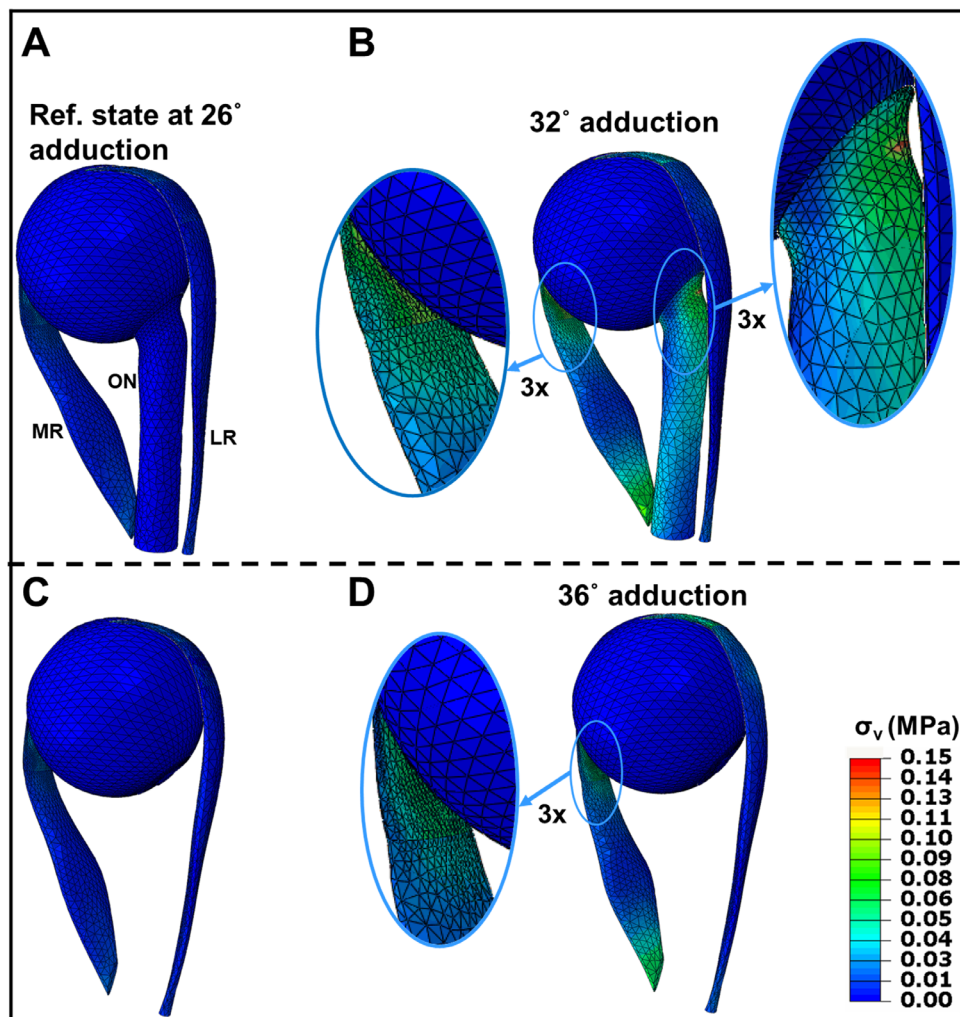 A
B
Ref. state at 26° adduction
32° adduction
3x
3x
ON
MR
LR
C
D
36° adduction
3x
σv (MPa)
0.15
0.14
0.13
0.11
0.10
0.09
0.08
0.06
0.05
0.04
0.03
0.01
0.00